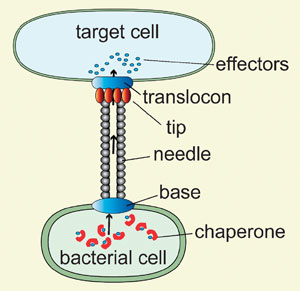 target cell
effectors
translocon
tip
needle
base
chaperone
bacterial cell